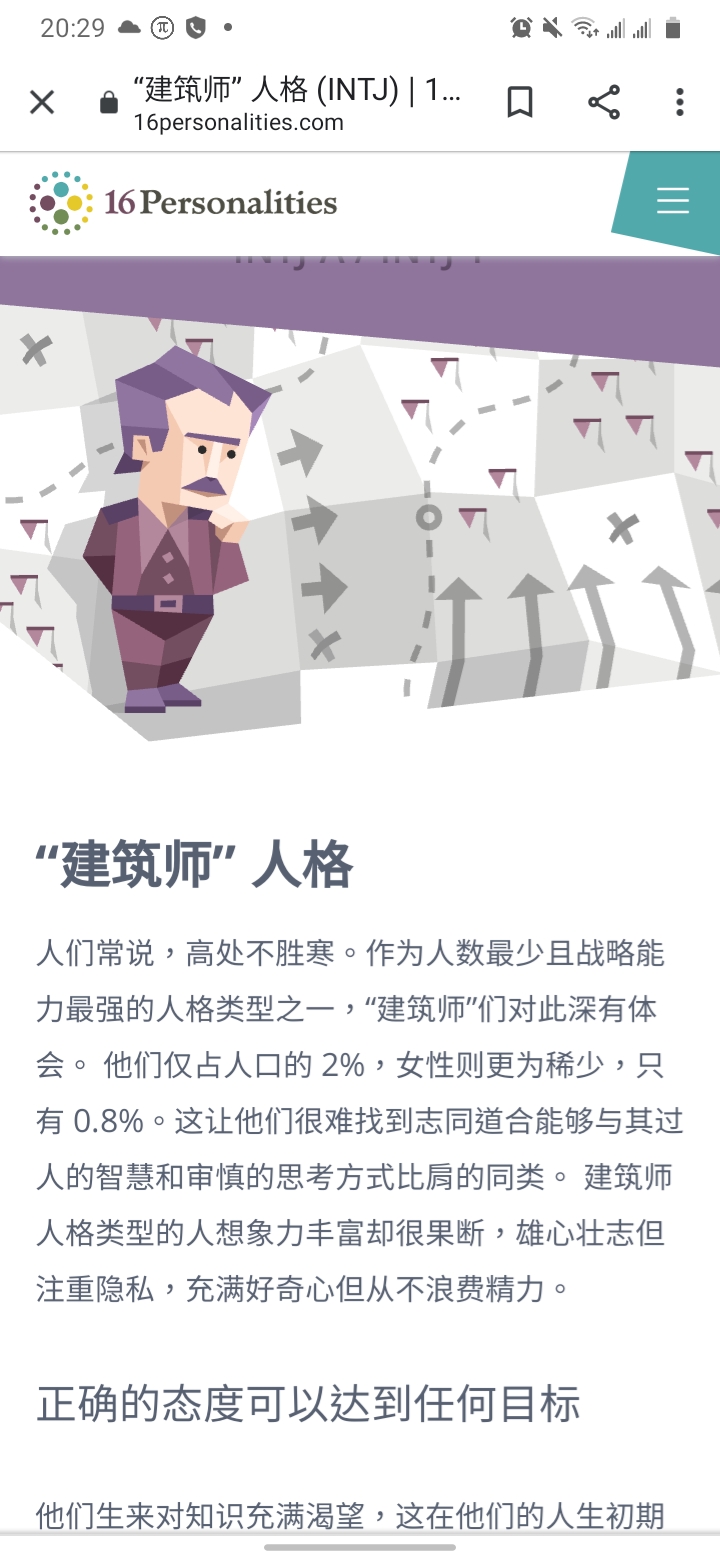 20:29
“建筑师” 人格 (INTJ) | 1...
16personalities.com
16Personalities
“建筑师” 人格
人们常说，高处不胜寒。作为人数最少且战略能
力最强的人格类型之一，“建筑师”们对此深有体
会。 他们仅占人口的 2%，女性则更为稀少，只
有 0.8%。这让他们很难找到志同道合能够与其过
人的智慧和审慎的思考方式比肩的同类。 建筑师
人格类型的人想象力丰富却很果断，雄心壮志但
注重隐私，充满好奇心但从不浪费精力。
正确的态度可以达到任何目标
他们生来对知识充满渴望，这在他们的人生初期